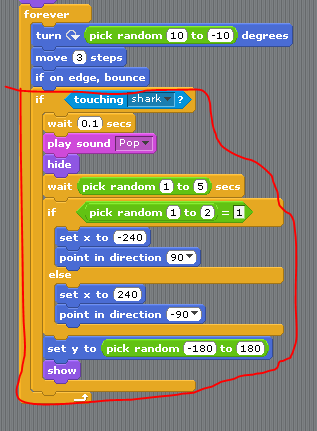 forever
turn pick random 10 to -10 degrees
move 3 steps
if on edge, bounce
if touching shark ?
wait 0.1 secs
play sound Pop
hide
wait pick random 1 to 5 secs
if pick random 1 to 2 = 1
set x to -240
point in direction 90
else
set x to 240
point in direction -90
set y to pick random -180 to 180
show